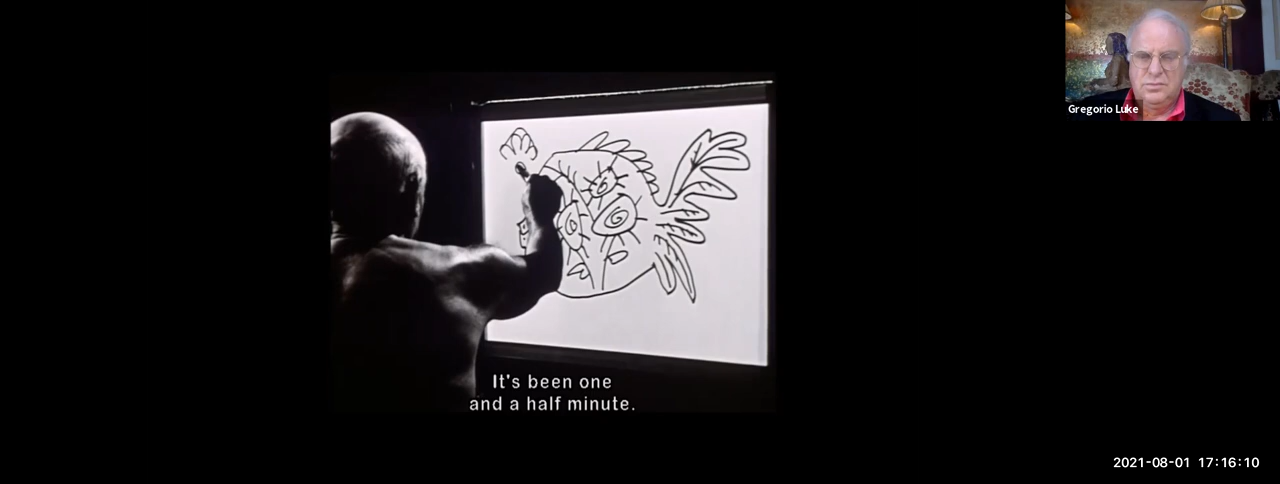 Gregorio Luke
It's been one
and a half minute.
2021-08-01 17:16:10